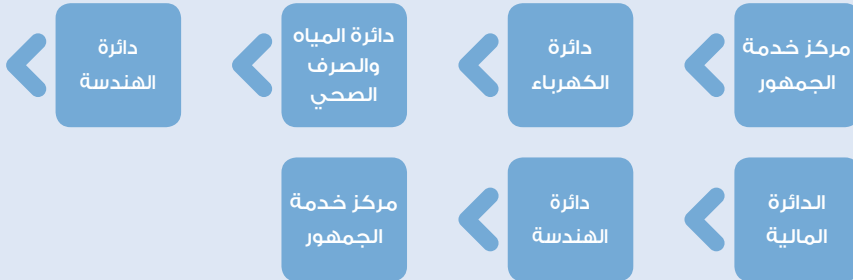 مركز خدمة
الجمهور
دائرة
الكهرباء
دائرة المياه
والصرف
الصحي
دائرة
الهندسة
الدائرة
المالية
دائرة
الهندسة
مركز خدمة
الجمهور